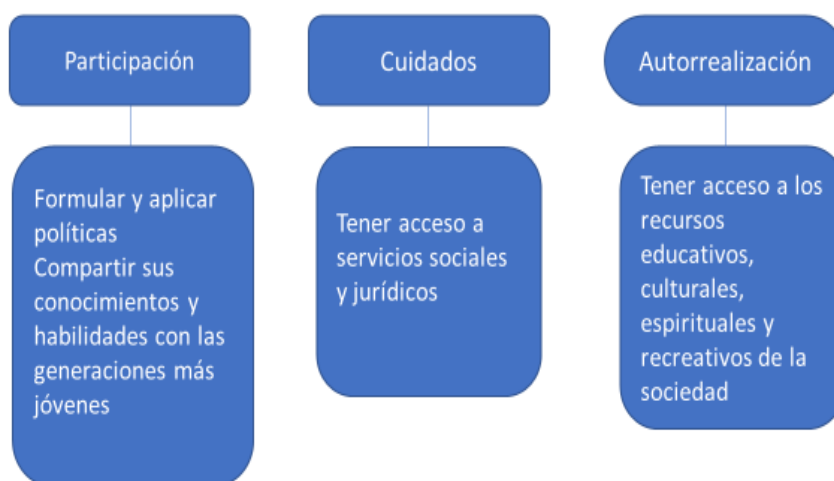 Participación
Formular y aplicar
políticas
Compartir sus
conocimientos y
habilidades con las
generaciones más
jóvenes
Cuidados
Tener acceso a
servicios sociales
y jurídicos
Autorrealización
Tener acceso a los
recursos
educativos,
culturales,
espirituales y
recreativos de la
sociedad